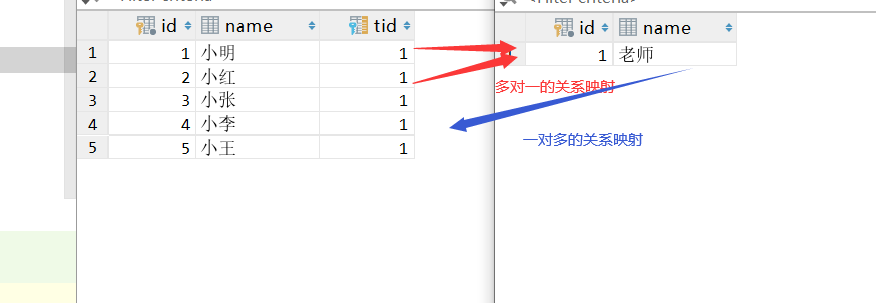 <Filter criteria>
id name tid
1 1 小明 1
2 2 小红 1
3 3 小张 1
4 4 小李 1
5 5 小王 1
id name
1 老师
多对一的关系映射
一对多的关系映射